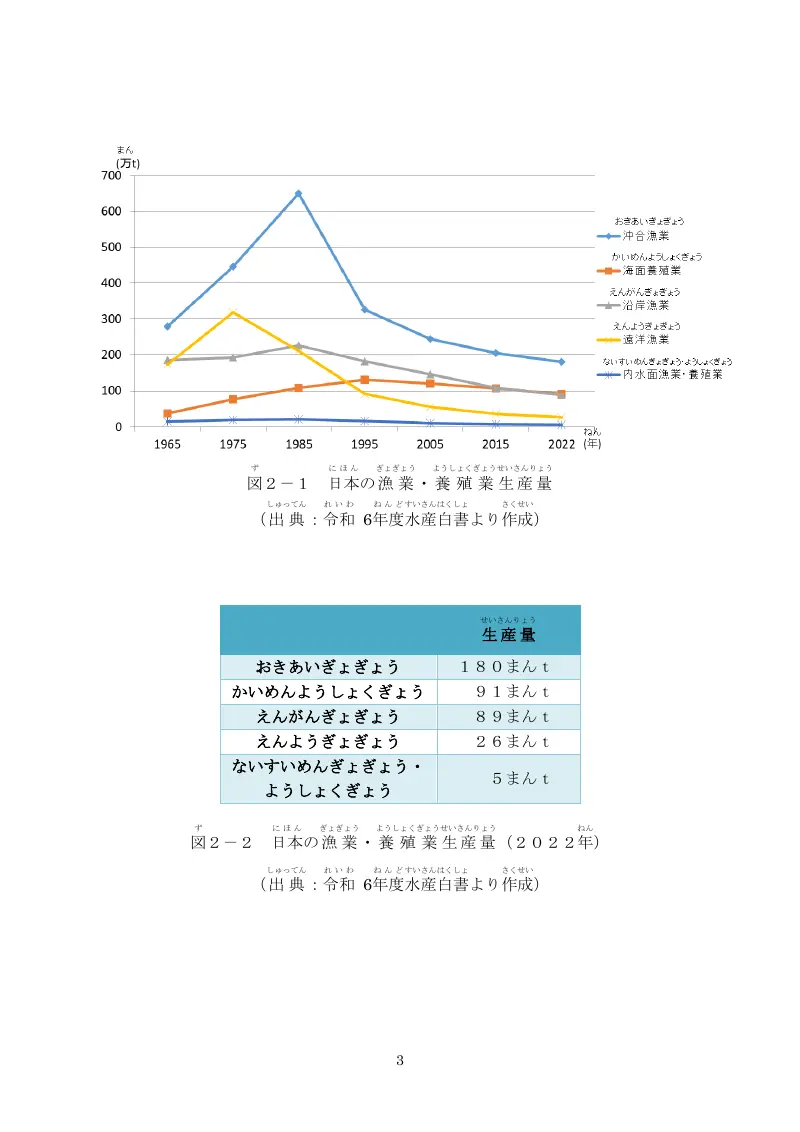 まん
(万t)
700
600
500
400
300
200
100
0
1965 1975 1985 1995 2005 2015 2022
ねん
(年)
おきあいぎょぎょう
沖合漁業
かいめんようしょくぎょう
海面養殖業
えんがんぎょぎょう
沿岸漁業
えんようぎょぎょう
遠洋漁業
ないすいめんぎょぎょう・ようしょくぎょう
内水面漁業・養殖業
ず にほん ぎょぎょう ようしょくぎょうせいさんりょう
図2-1 日本の漁業・養殖業生産量
しゅってん れいわ ねんどすいさんはくしょ さくせい
(出典:令和 6年度水産白書より作成)
せいさんりょう
生産量
おきあいぎょぎょう 180まんt
かいめんようしょくぎょう 91まんt
えんがんぎょぎょう 89まんt
えんようぎょぎょう 26まんt
ないすいめんぎょぎょう・
ようしょくぎょう 5まんt
ず にほん ぎょぎょう ようしょくぎょうせいさんりょう ねん
図2-2 日本の漁業・養殖業生産量(2022年)
しゅってん れいわ ねんどすいさんはくしょ さくせい
(出典:令和 6年度水産白書より作成)
3